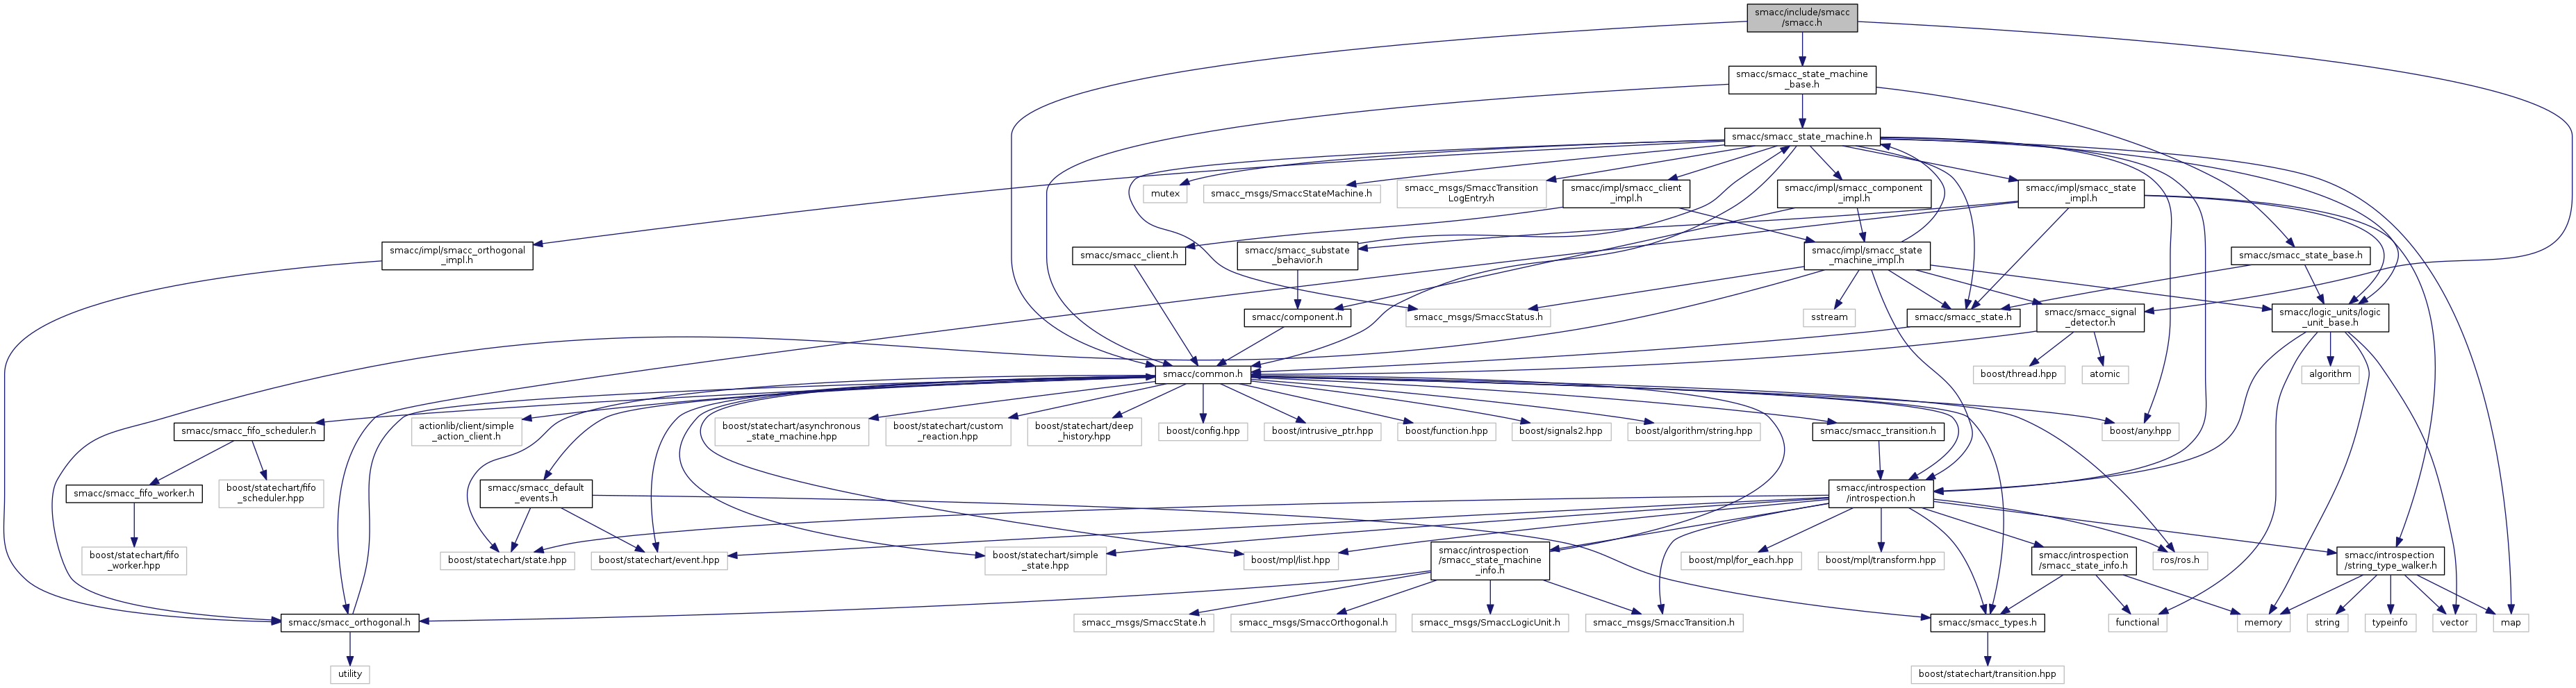 smacc/include/smacc
/smacc.h
smacc/smacc_state_machine
_base.h
smacc/smacc_state_machine.h
mutex
smacc_msgs/SmaccStateMachine.h
smacc_msgs/SmaccTransition
LogEntry.h
smacc/impl/smacc_client
_impl.h
smacc/impl/smacc_component
_impl.h
smacc/impl/smacc_state
_impl.h
smacc/impl/smacc_orthogonal
_impl.h
smacc/smacc_client.h
smacc/smacc_substate
_behavior.h
smacc/impl/smacc_state
_machine_impl.h
smacc/smacc_state_base.h
smacc/component.h
smacc_msgs/SmaccStatus.h
sstream
smacc/smacc_state.h
smacc/smacc_signal
_detector.h
smacc/logic_units/logic
_unit_base.h
smacc/common.h
boost/thread.hpp
atomic
algorithm
smacc/smacc_fifo_scheduler.h
actionlib/client/simple
_action_client.h
boost/statechart/asynchronous
_state_machine.hpp
boost/statechart/custom
_reaction.hpp
boost/statechart/deep
_history.hpp
boost/config.hpp
boost/intrusive_ptr.hpp
boost/function.hpp
boost/signals2.hpp
boost/algorithm/string.hpp
smacc/smacc_transition.h
boost/any.hpp
smacc/smacc_fifo_worker.h
boost/statechart/fifo
_scheduler.hpp
smacc/smacc_default
_events.h
smacc/introspection
/introspection.h
boost/statechart/fifo
_worker.hpp
boost/statechart/state.hpp
boost/statechart/event.hpp
boost/statechart/simple
_state.hpp
boost/mpl/list.hpp
smacc/introspection
/smacc_state_machine
_info.h
boost/mpl/for_each.hpp
boost/mpl/transform.hpp
smacc/introspection
/smacc_state_info.h
ros/ros.h
smacc/introspection
/string_type_walker.h
smacc/smacc_orthogonal.h
smacc_msgs/SmaccState.h
smacc_msgs/SmaccOrthogonal.h
smacc_msgs/SmaccLogicUnit.h
smacc_msgs/SmaccTransition.h
smacc/smacc_types.h
functional
memory
string
typeinfo
vector
map
utility
boost/statechart/transition.hpp